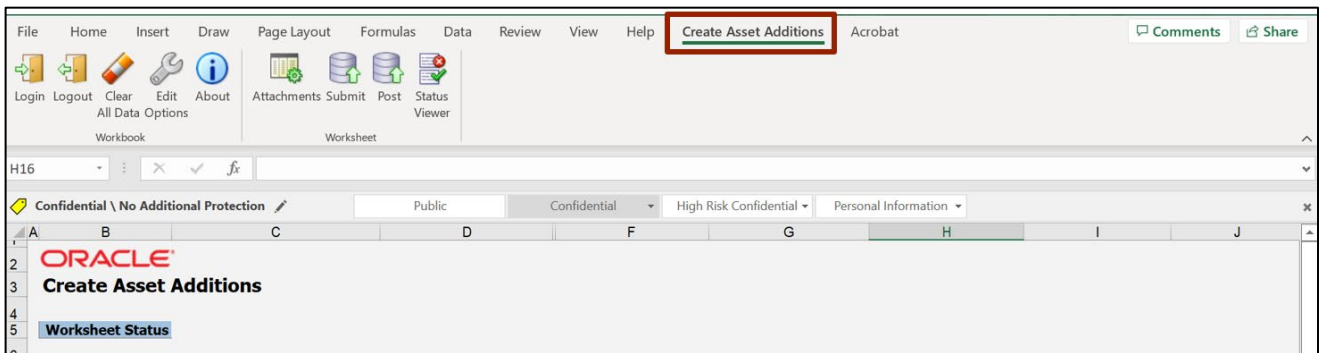 File Home Insert Draw Page Layout Formulas Data Review View Help Create Asset Additions Acrobat Comments Share
Login Logout Clear Edit About Attachments Submit Post Status
All Data Options Viewer
Workbook Worksheet
H16 fx
Confidential \ No Additional Protection Public Confidential High Risk Confidential Personal Information
A B C D F G H I J
2 ORACLE
3 Create Asset Additions
4
5 Worksheet Status